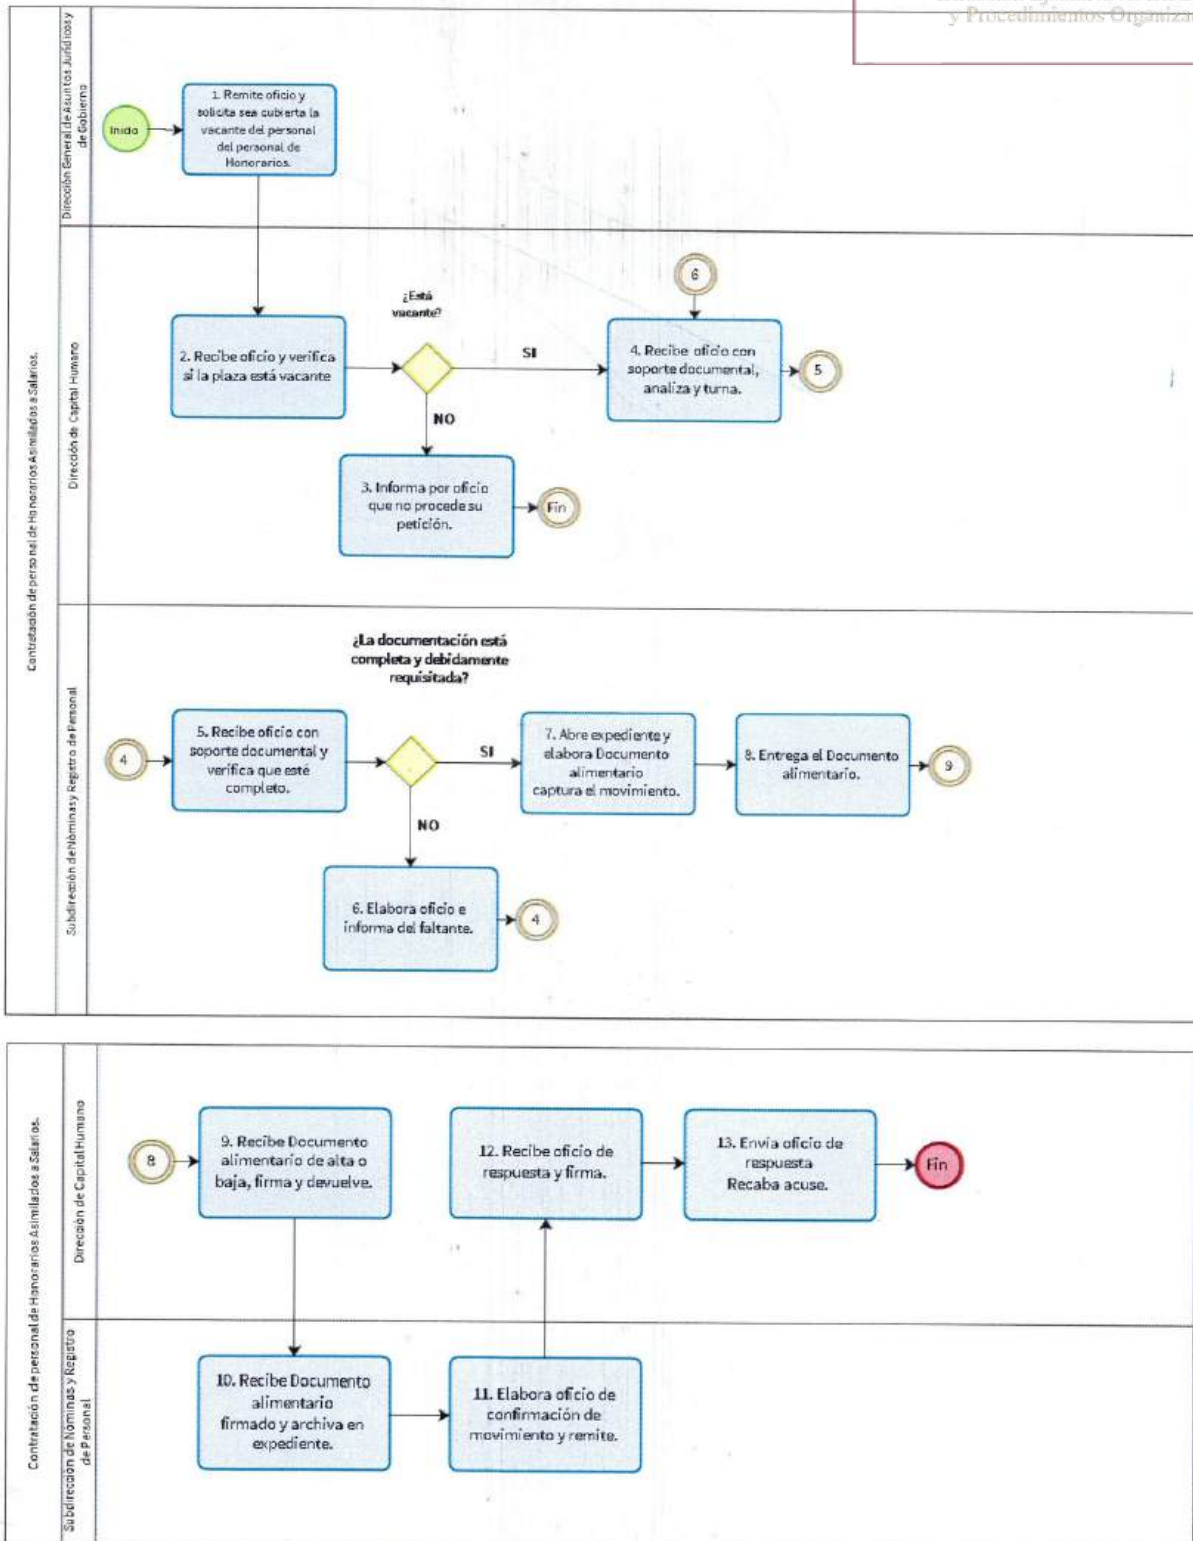 y Procedimientos Organiza
Contratación de personal de Honorarios Asimilados a Salarios.
Dirección General de Asuntos Jurídicos y
de Gobierno
Inicio
1. Remite oficio y
solicita sea cubierta la
vacante del personal
del personal de
Honorarios.
Dirección de Capital Humano
2. Recibe oficio y verifica
si la plaza está vacante
¿Está
vacante?
SI
NO
6
4. Recibe oficio con
soporte documental,
analiza y turna.
5
3. Informa por oficio
que no procede su
petición.
Fin
Subdirección de Nóminas y Registro de Personal
¿La documentación está
completa y debidamente
requisitada?
4
5. Recibe oficio con
soporte documental y
verifica que esté
completo.
SI
NO
7. Abre expediente y
elabora Documento
alimentario
captura el movimiento.
8. Entrega el Documento
alimentario.
9
6. Elabora oficio e
informa del faltante.
4
Contratación de personal de Honorarios Asimilados a Salarios.
Dirección de Capital Humano
8
9. Recibe Documento
alimentario de alta o
baja, firma y devuelve.
12. Recibe oficio de
respuesta y firma.
13. Envía oficio de
respuesta
Recaba acuse.
Fin
Subdirección de Nóminas y Registro
de Personal
10. Recibe Documento
alimentario
firmado y archiva en
expediente.
11. Elabora oficio de
confirmación de
movimiento y remite.